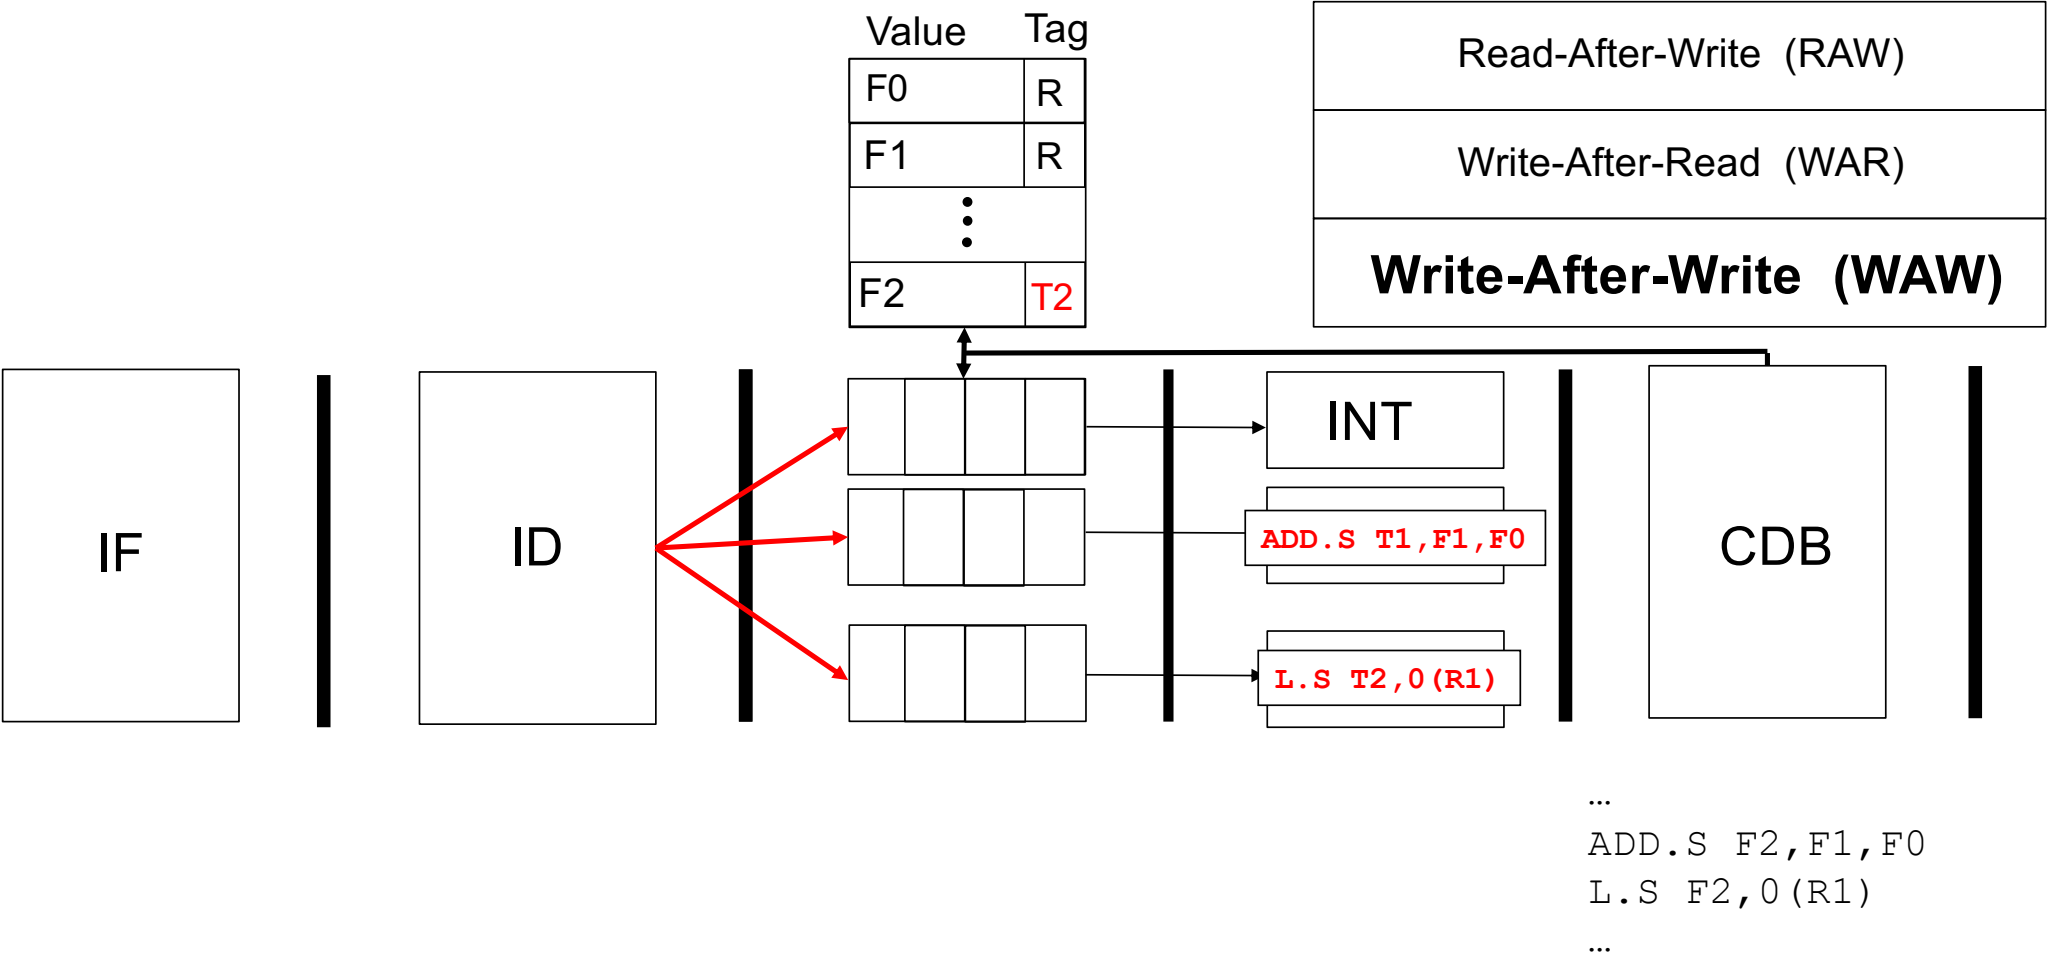 Value Tag
F0 R
F1 R
F2 T2
Read-After-Write (RAW)
Write-After-Read (WAR)
Write-After-Write (WAW)
IF
ID
INT
ADD.S T1,F1,F0
L.S T2,0(R1)
CDB
…
ADD.S F2,F1,F0
L.S F2,0(R1)
…